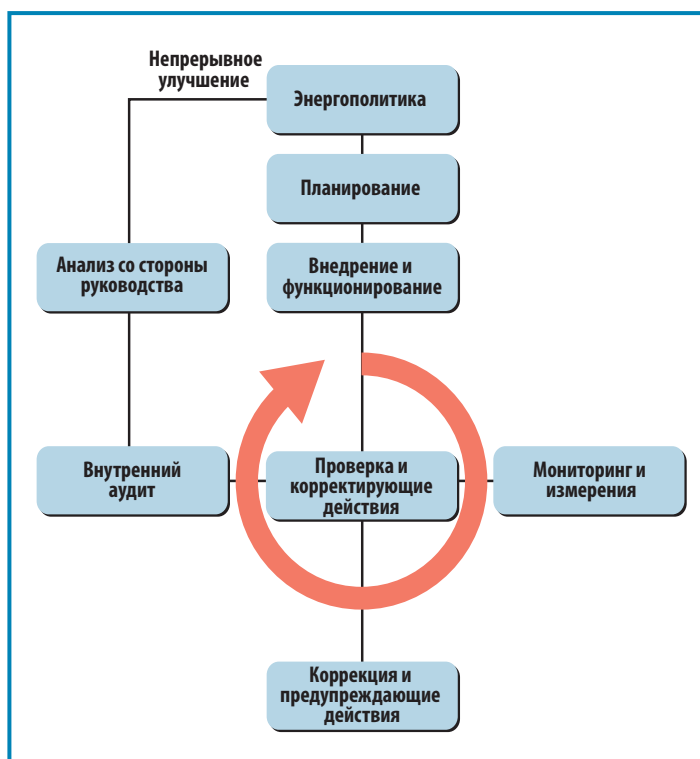 Непрерывное
улучшение
Энергополитика
Планирование
Анализ со стороны
руководства
Внедрение и
функционирование
Внутренний
аудит
Проверка и
корректирующие
действия
Мониторинг и
измерения
Коррекция и
предупреждающие
действия